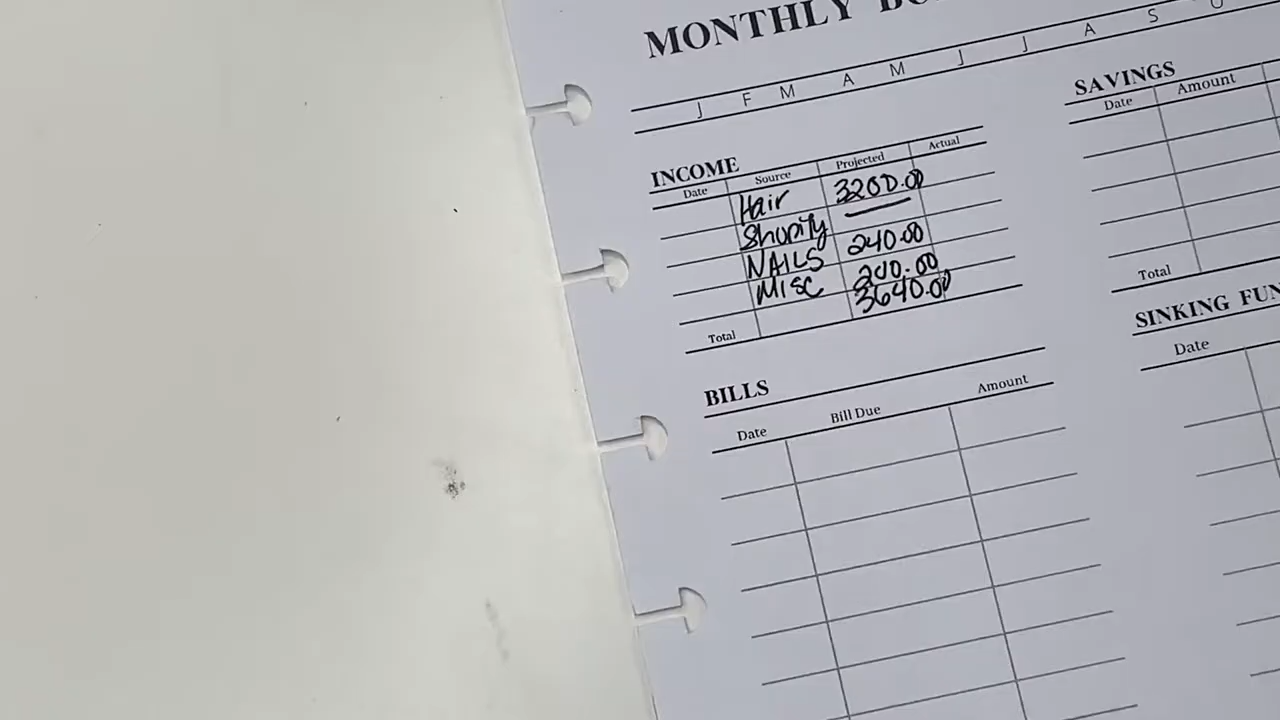 MONTHLY
J F M A M J J A S O
INCOME
Date Source Projected Actual
Hair 3200.00
Shopify
NAILS 240.00
MISC 200.00
3640.00
Total
SAVINGS
Date Amount
Total
BILLS
Date Bill Due Amount
SINKING
Date